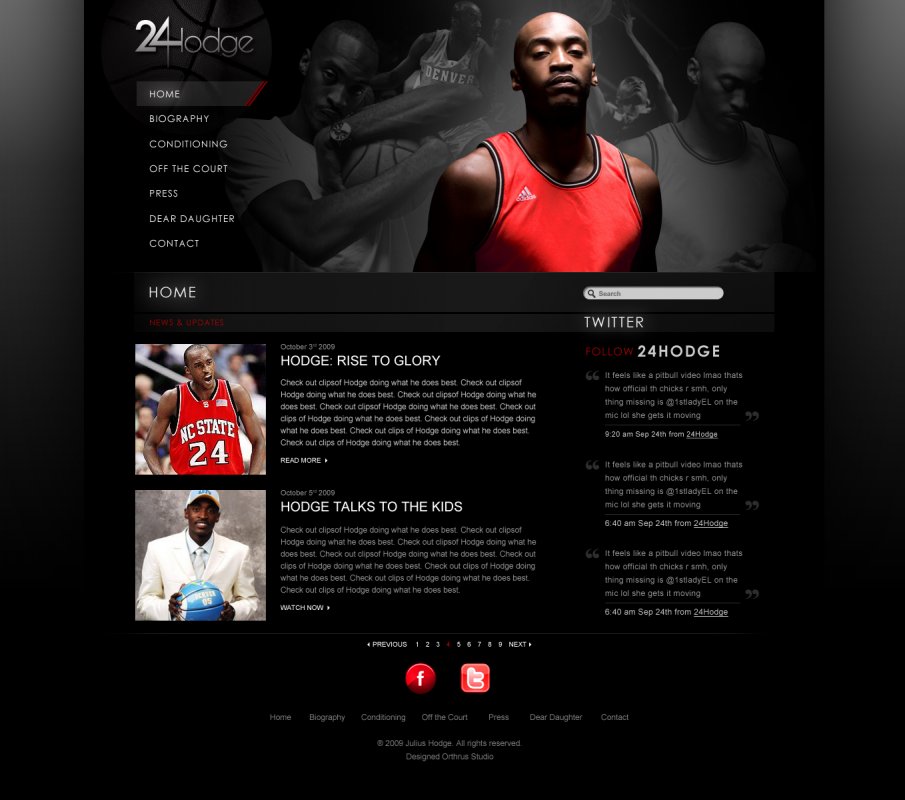 24Hodge
HOME
BIOGRAPHY
CONDITIONING
OFF THE COURT
PRESS
DEAR DAUGHTER
CONTACT
DENVER
adidas
HOME
Search
NEWS & UPDATES
TWITTER
NC STATE
24
October 3rd 2009
HODGE: RISE TO GLORY
Check out clipsof Hodge doing what he does best. Check out clipsof
Hodge doing what he does best. Check out clips of Hodge doing what he
does best. Check out clipsof Hodge doing what he does best. Check out
clipsof Hodge doing what he does best. Check out clips of Hodge doing
what he does best. Check out clipsof Hodge doing what he does best.
Check out clips of Hodge doing what he does best.
READ MORE
DENVER
05
October 5th 2009
HODGE TALKS TO THE KIDS
Check out clipsof Hodge doing what he does best. Check out clipsof
Hodge doing what he does best. Check out clips of Hodge doing what he
does best. Check out clipsof Hodge doing what he does best. Check out
clipsof Hodge doing what he does best. Check out clips of Hodge doing
what he does best. Check out clipsof Hodge doing what he does best.
Check out clips of Hodge doing what he does best.
WATCH NOW
FOLLOW 24HODGE
“ It feels like a pitbull video lmao thats
how official th chicks r smh, only
thing missing is @1stladyEL on the
mic lol she gets it moving ”
9:20 am Sep 24th from 24Hodge
“ It feels like a pitbull video lmao thats
how official th chicks r smh, only
thing missing is @1stladyEL on the
mic lol she gets it moving ”
6:40 am Sep 24th from 24Hodge
“ It feels like a pitbull video lmao thats
how official th chicks r smh, only
thing missing is @1stladyEL on the
mic lol she gets it moving ”
6:40 am Sep 24th from 24Hodge
PREVIOUS 1 2 3 4 5 6 7 8 9 NEXT
f t
Home Biography Conditioning Off the Court Press Dear Daughter Contact
® 2009 Julius Hodge. All rights reserved.
Designed Orthrus Studio